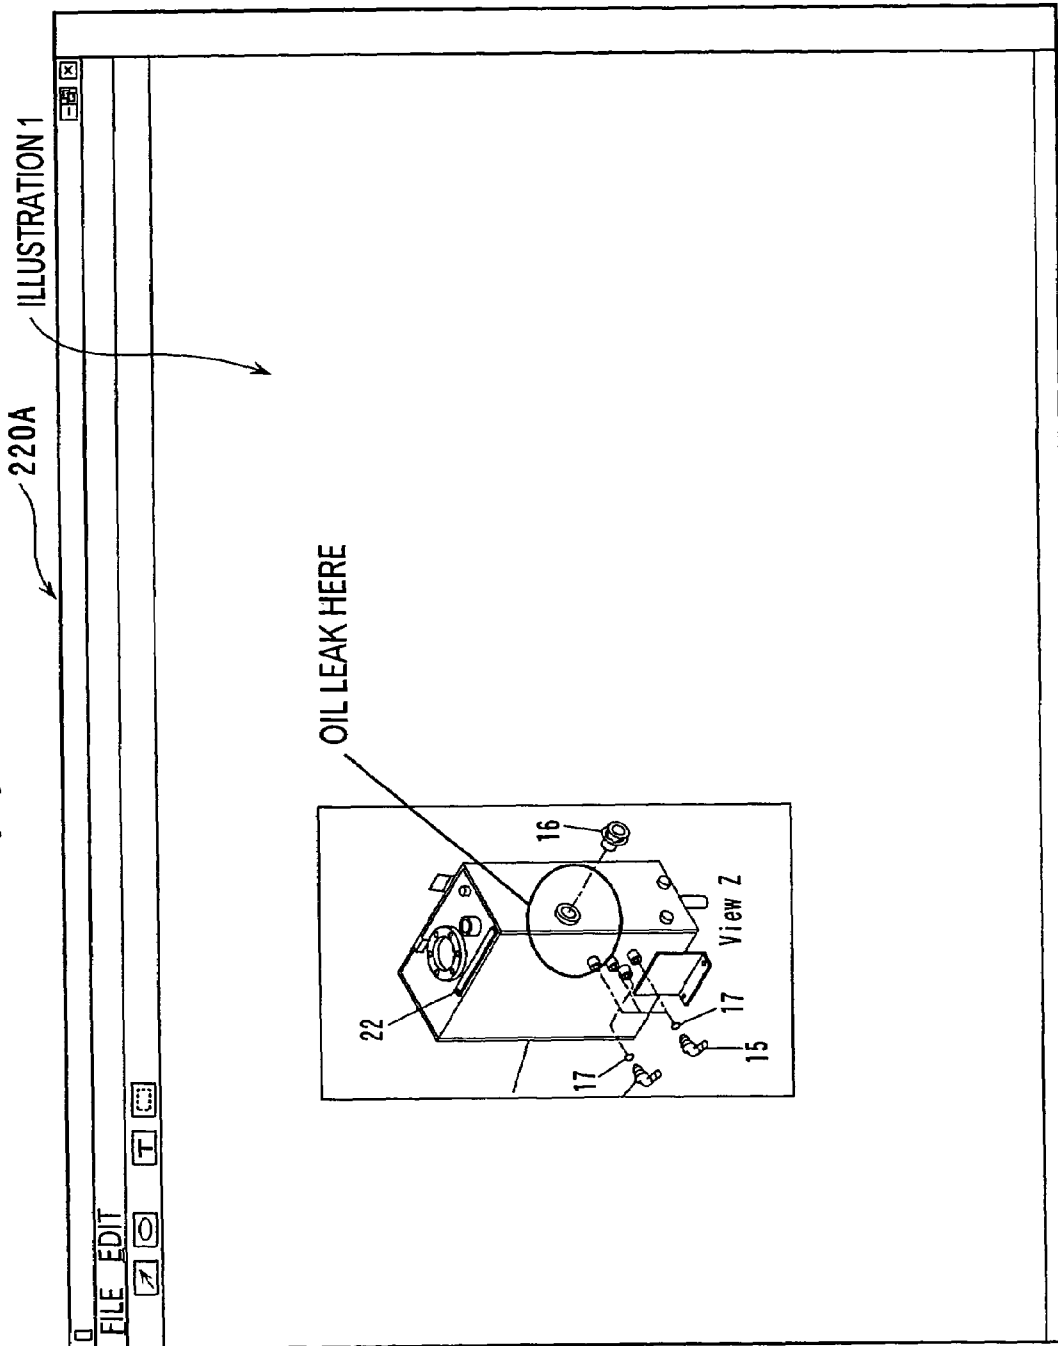 220A
ILLUSTRATION 1
FILE EDIT
T
OIL LEAK HERE
22
16
17
17
15
View Z